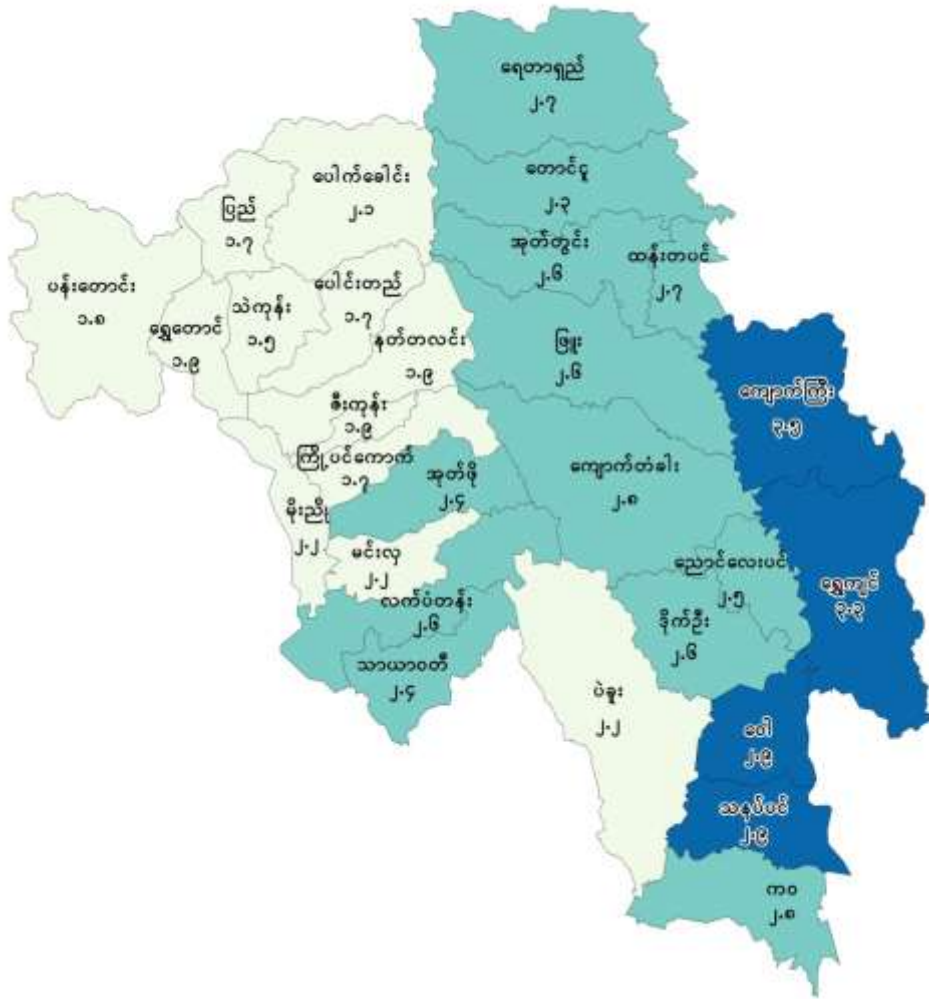 ရေတာရှည်
၂.၇
တောင်ငူ
၂.၃
ပေါက်ခေါင်း
၂.၁
ပြည်
၁.၇
အုတ်တွင်း
၂.၆
ထန်းတပင်
၂.၇
ပန်းတောင်း
၁.၈
ရွှေတောင်
၁.၉
သဲကုန်း
၁.၅
ပေါင်းတည်
၁.၇
နတ်တလင်း
၁.၉
ဖြူး
၂.၆
ကျောက်ကြီး
၃.၅
ဇီးကုန်း
၁.၉
ကြို့ပင်ကောက်
၁.၇
အုတ်ဖို
၂.၄
ကျောက်တံခါး
၂.၈
မိုးညို
၂.၂
မင်းလှ
၂.၂
ညောင်လေးပင်
၂.၅
ရွှေကျင်
၃.၃
လက်ပံတန်း
၂.၆
ဒိုက်ဦး
၂.၆
သာယာဝတီ
၂.၄
ပဲခူး
၂.၂
ဝေါ
၂.၉
သနပ်ပင်
၂.၉
ကဝ
၂.၈